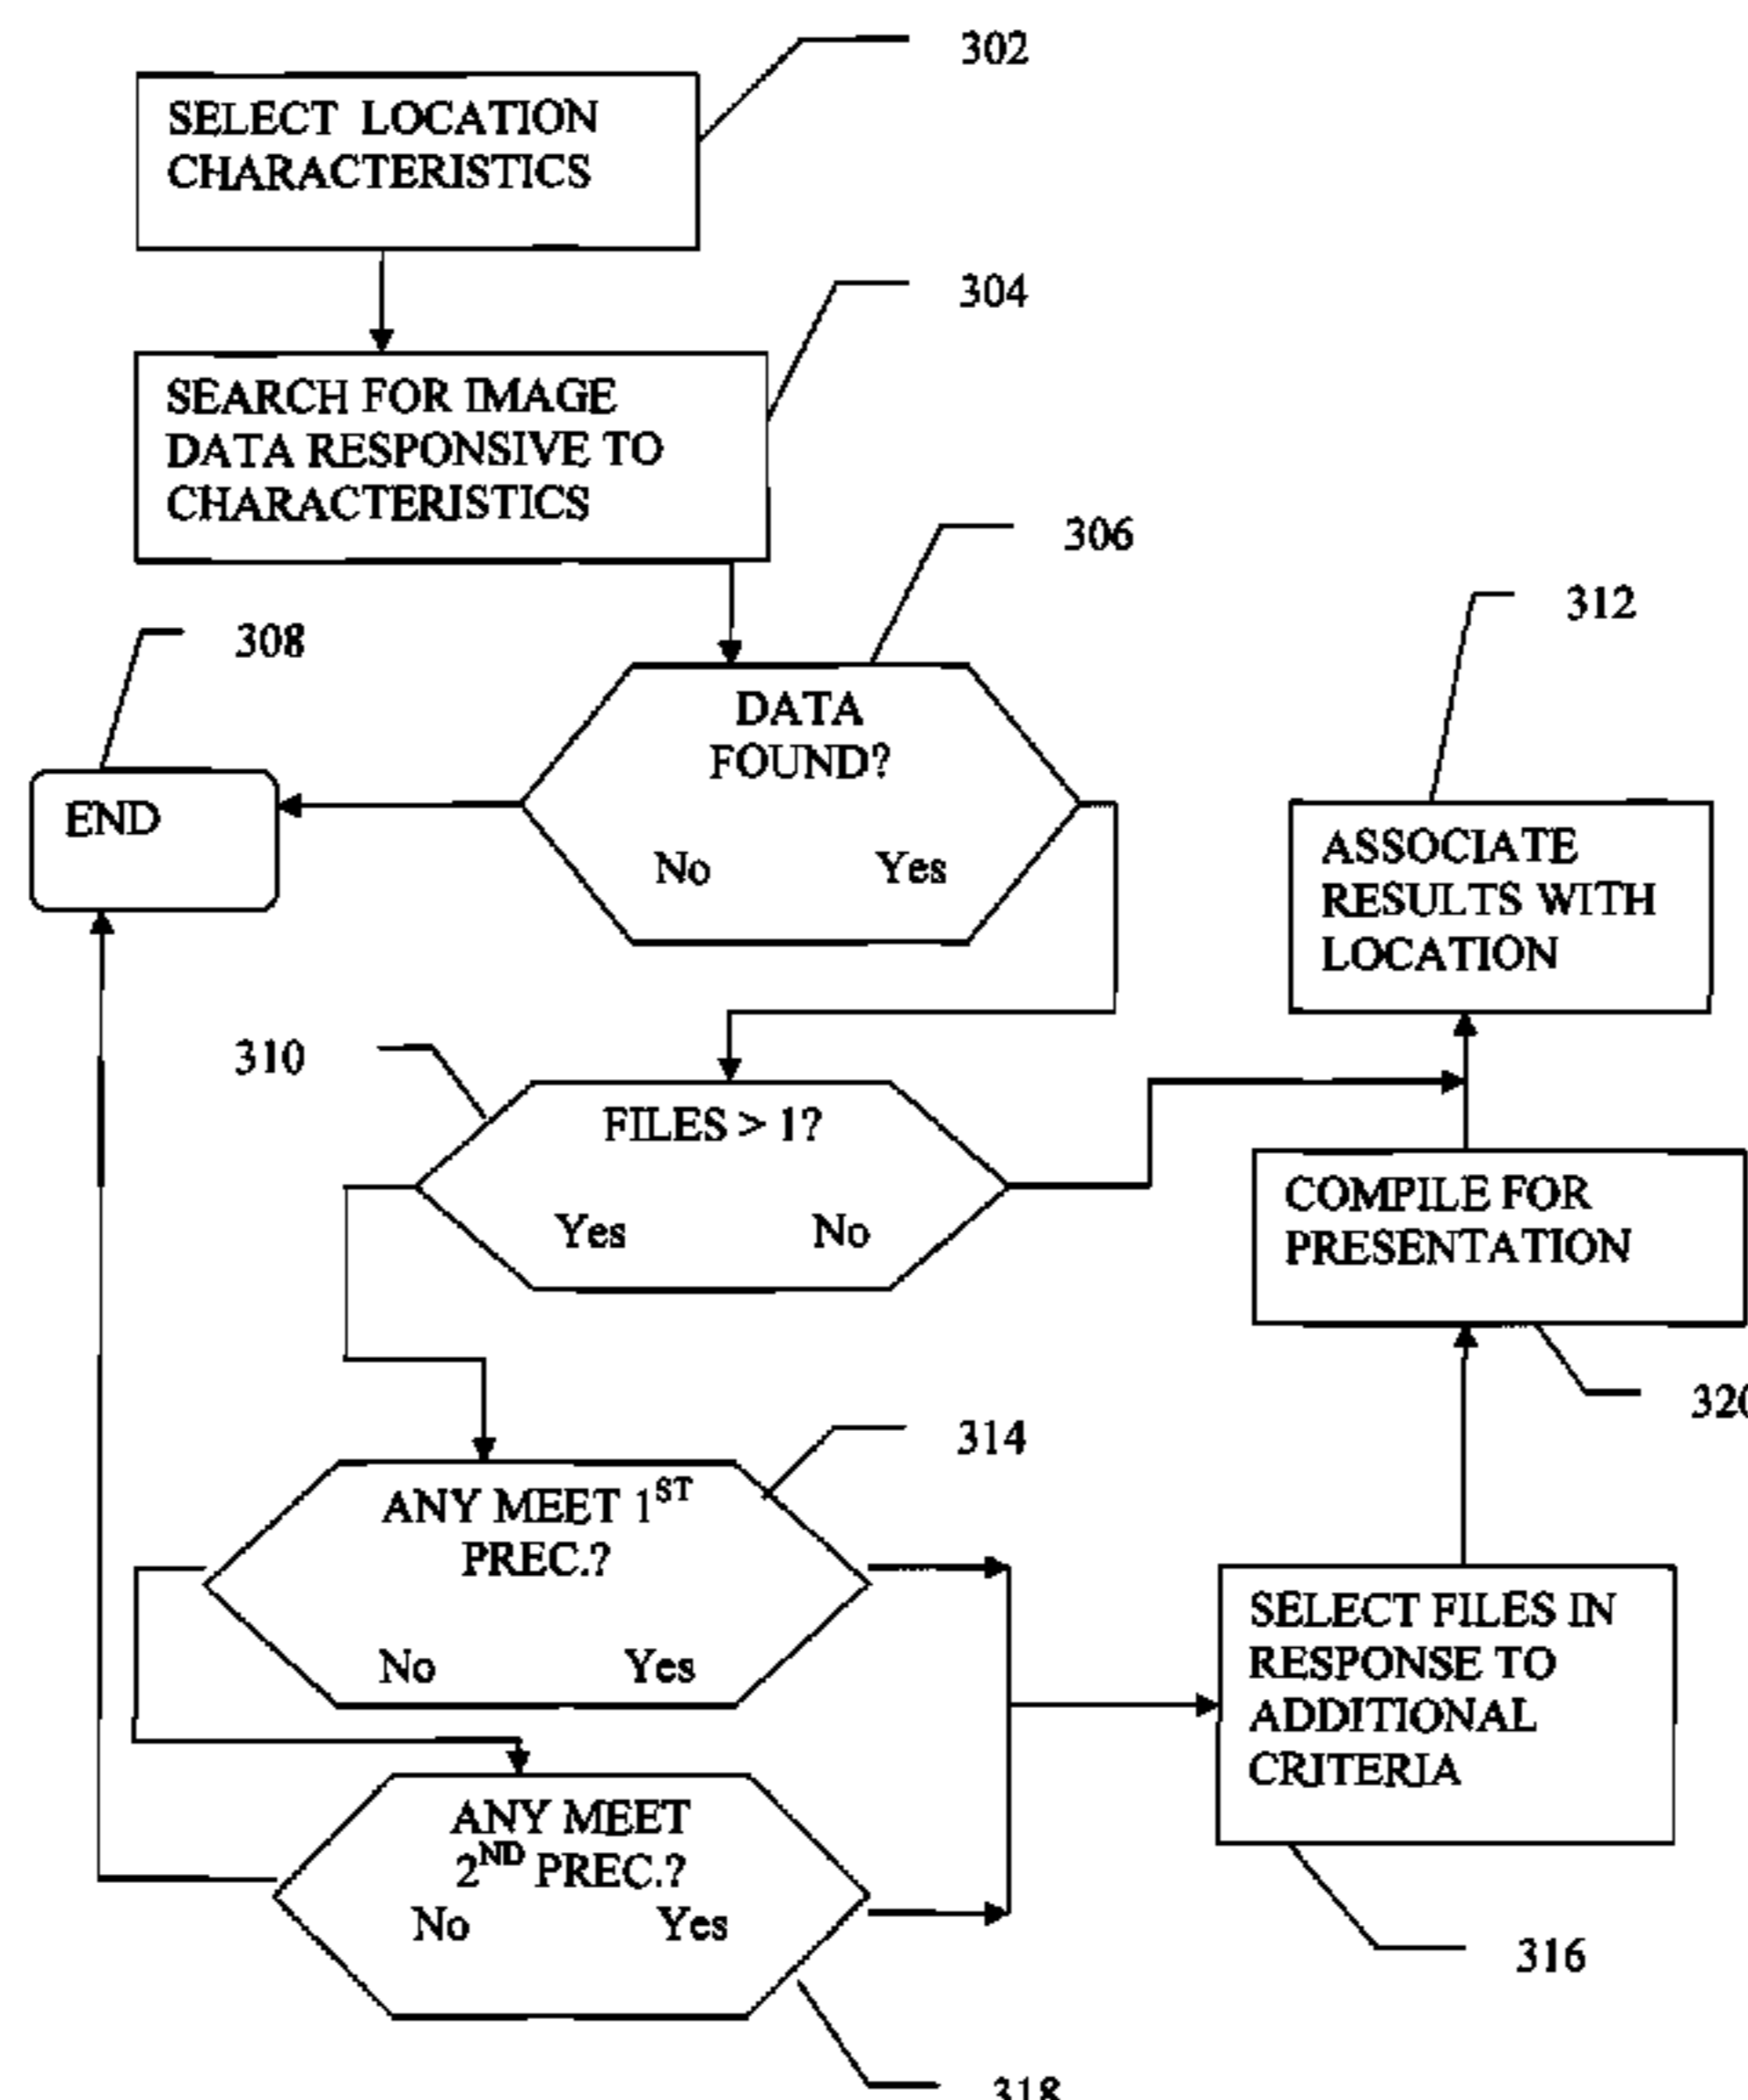 302
SELECT LOCATION
CHARACTERISTICS
304
SEARCH FOR IMAGE
DATA RESPONSIVE TO
CHARACTERISTICS
306
308
312
DATA
FOUND?
No Yes
END
ASSOCIATE
RESULTS WITH
LOCATION
310
FILES > 1?
Yes No
COMPILE FOR
PRESENTATION
320
314
ANY MEET 1ST
PREC.?
No Yes
SELECT FILES IN
RESPONSE TO
ADDITIONAL
CRITERIA
ANY MEET
2ND PREC.?
No Yes
316
318